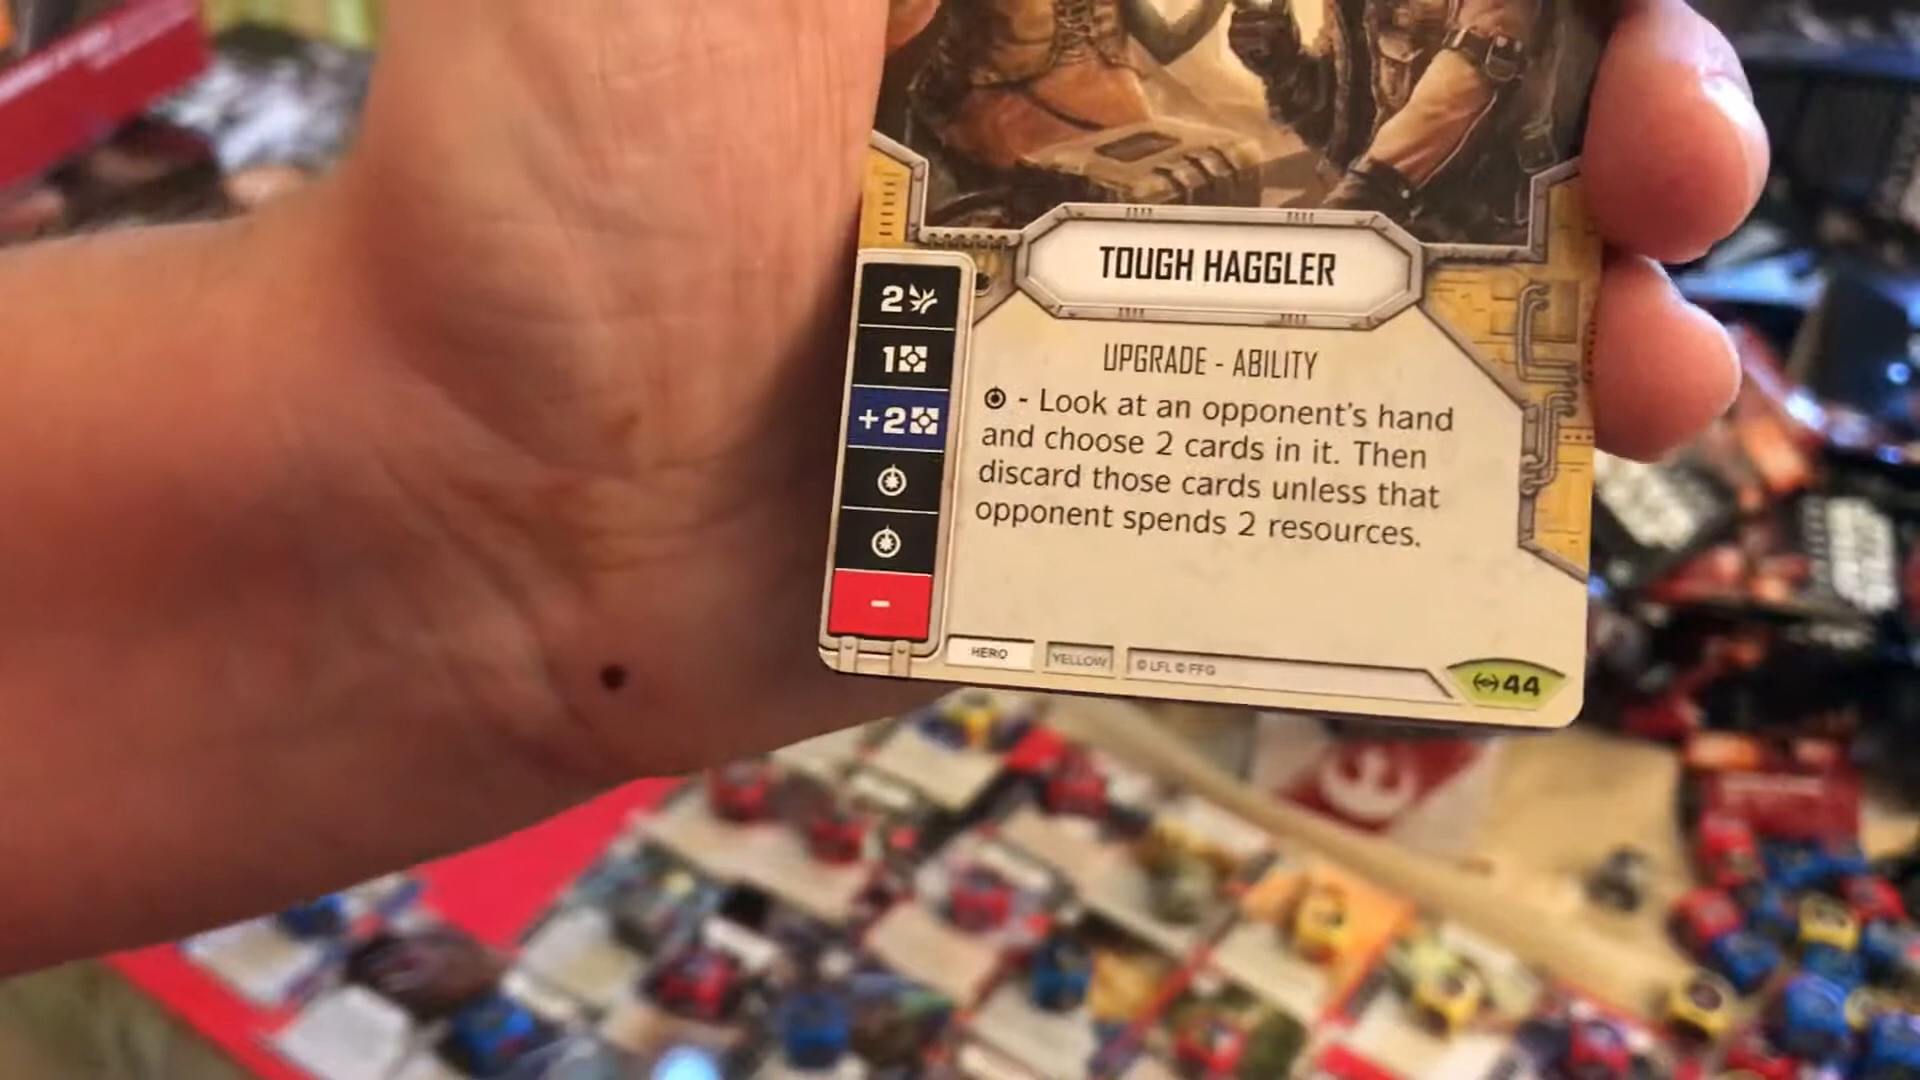 TOUGH HAGGLER
2
1
+2
-
UPGRADE - ABILITY
- Look at an opponent's hand
and choose 2 cards in it. Then
discard those cards unless that
opponent spends 2 resources.
HERO
YELLOW
© LFL © FFG
44